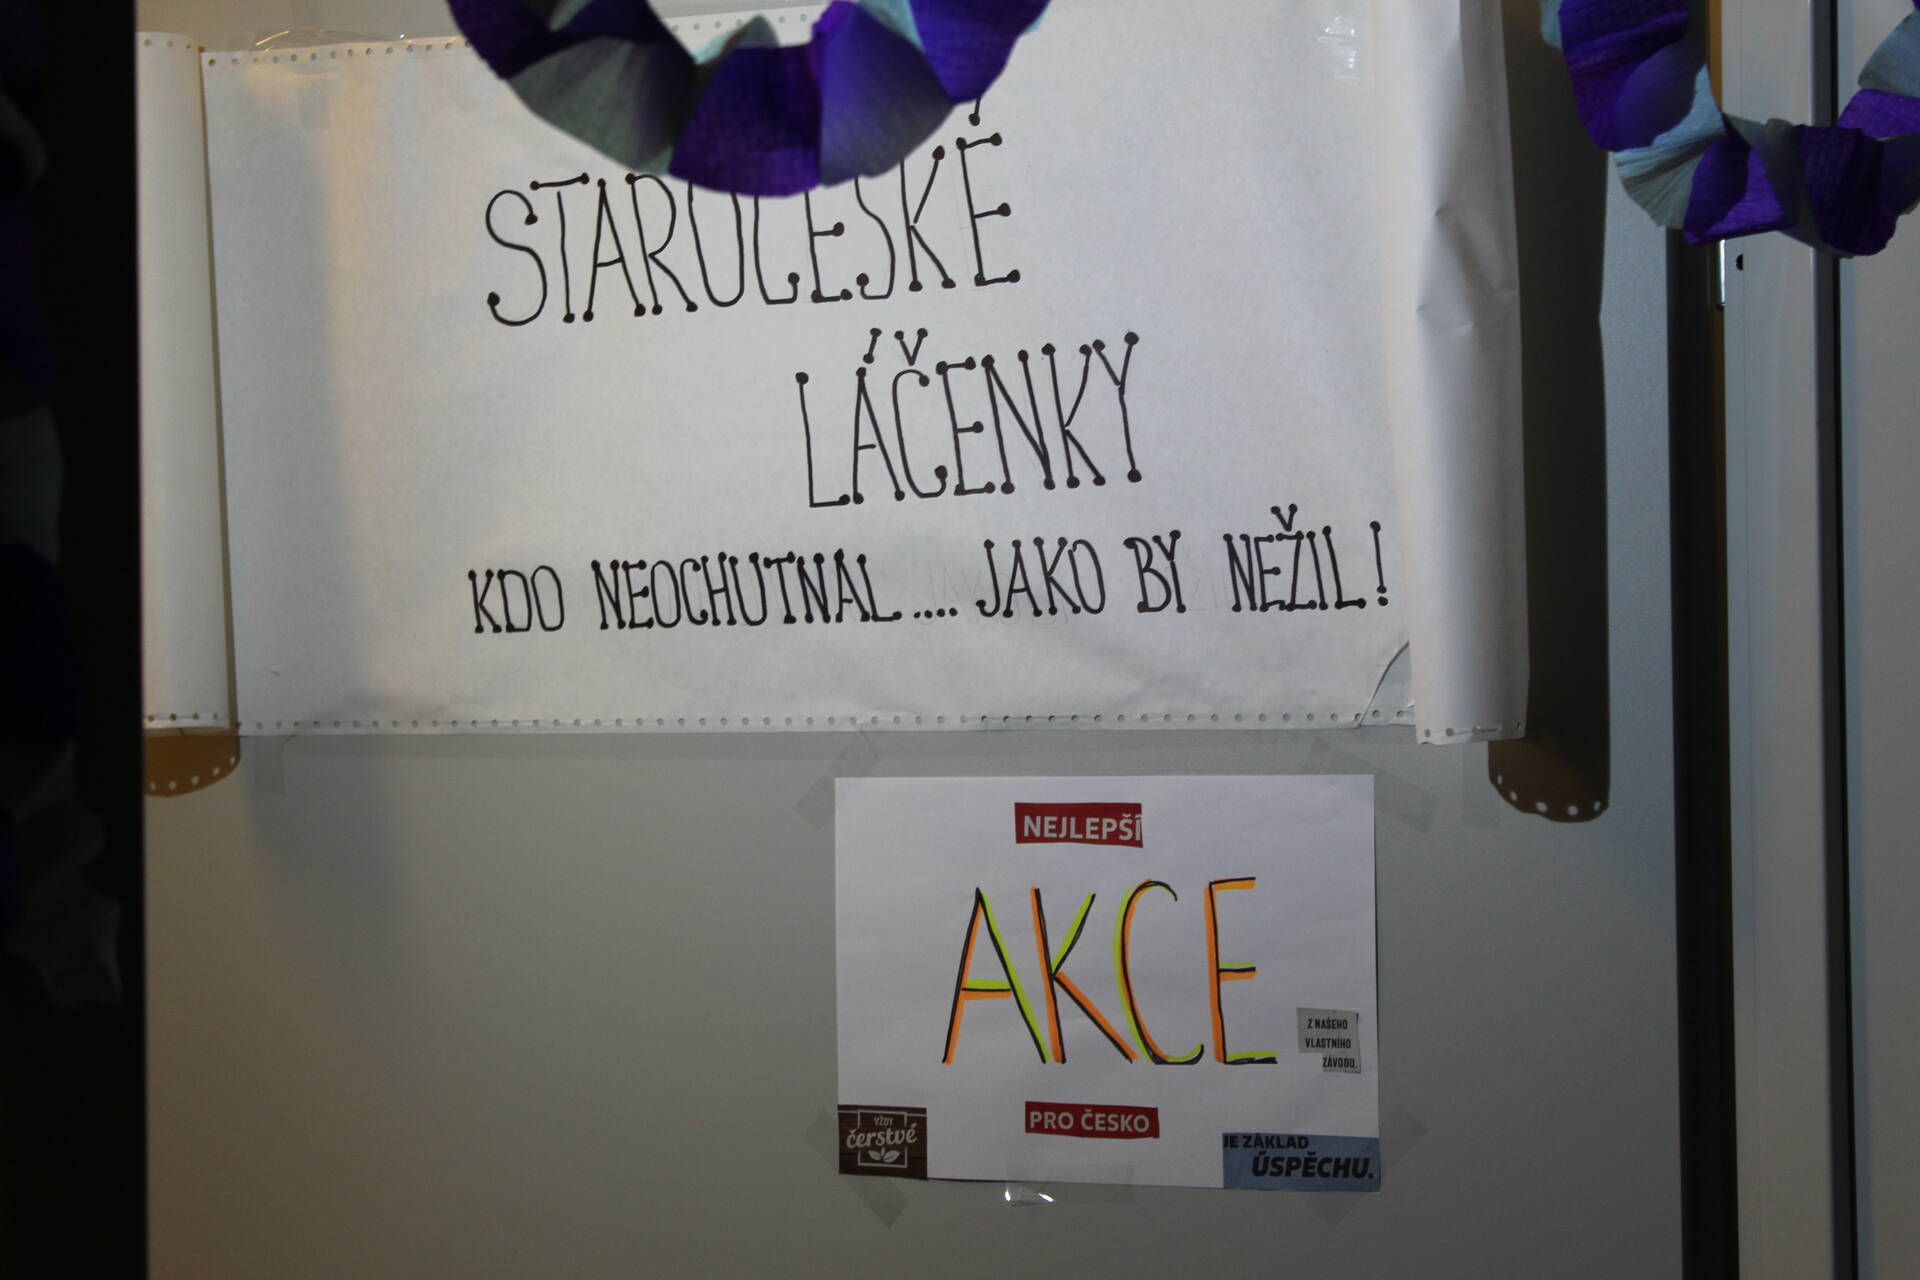 STAROČESKÉ
LÁČENKY
KDO NEOCHUTNAL.... JAKO BY NEŽIL!
NEJLEPŠÍ
AKCE
Z NAŠEHO
VLASTNÍHO
ZÁVODU.
PRO ČESKO
VŽDY
čerstvé
JE ZÁKLAD
ÚSPĚCHU.